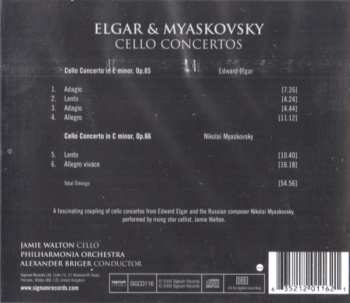 ELGAR & MYASKOVSKY
CELLO CONCERTOS
Cello Concerto in E minor, Op.85 Edward Elgar
1. Adagio [7.26]
2. Lento [4.24]
3. Adagio [4.44]
4. Allegro [11.12]
Cello Concerto in C minor, Op.66 Nikolai Myaskovsky
5. Lento [10.40]
6. Allegro vivace [16.18]
Total timings [54.56]
A fascinating coupling of cello concertos from Edward Elgar and the Russian composer Nikolai Myaskovsky,
performed by rising star cellist, Jamie Walton.
JAMIE WALTON CELLO
PHILHARMONIA ORCHESTRA
ALEXANDER BRIGER CONDUCTOR
www.signumrecords.com
signum
SIGCD116